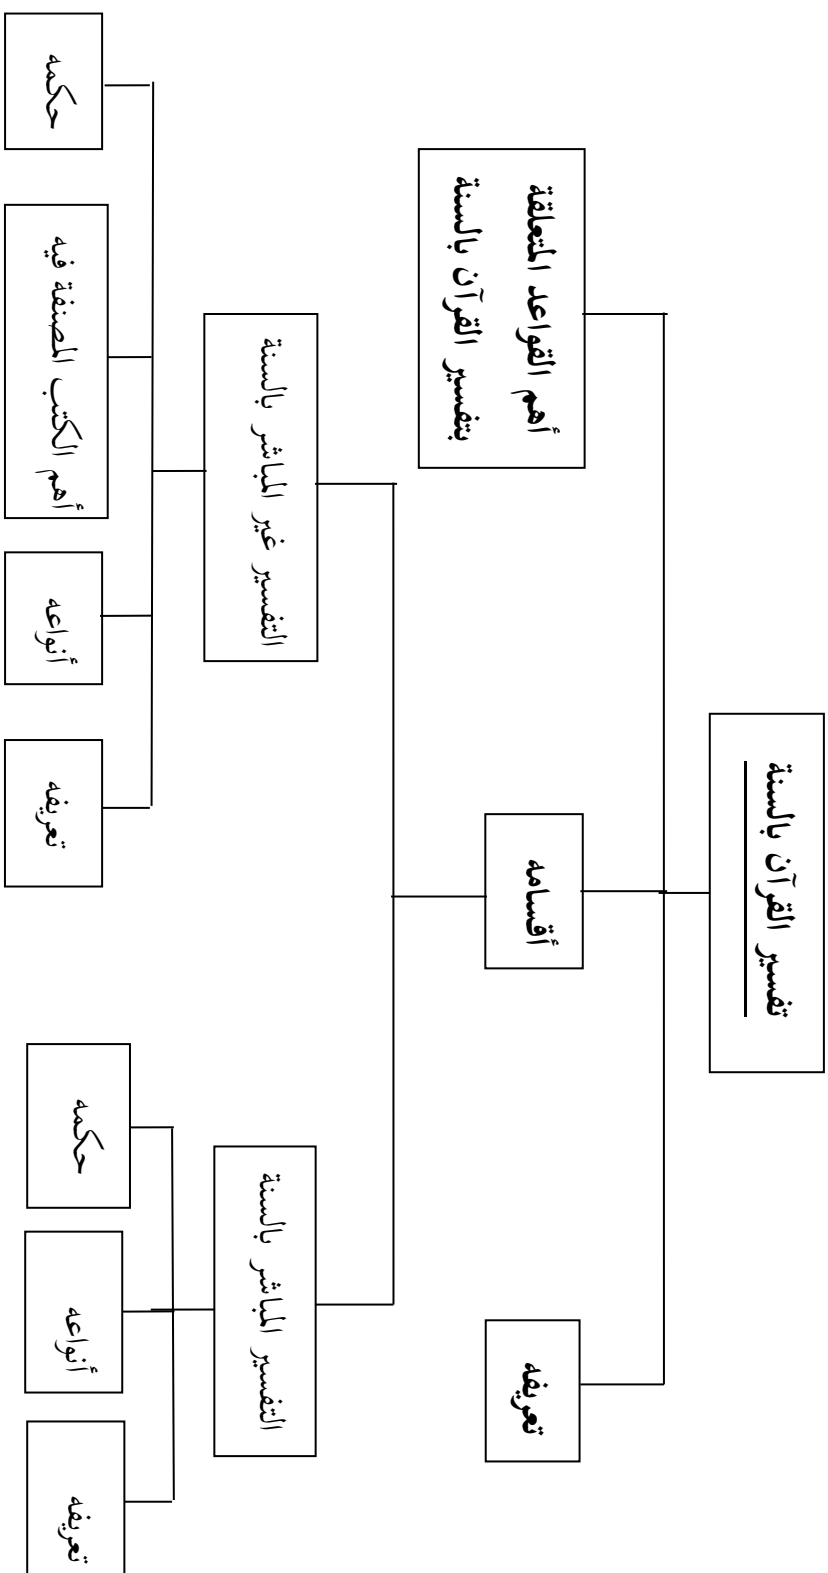 تفسير القرآن بالسنة
تعريفه
أقسامه
أهم القواعد المتعلقة
بتفسير القرآن بالسنة
التفسير المباشر بالسنة
التفسير غير المباشر بالسنة
تعريفه
أنواعه
حكمه
تعريفه
أنواعه
أهم الكتب المصنفة فيه
حكمه